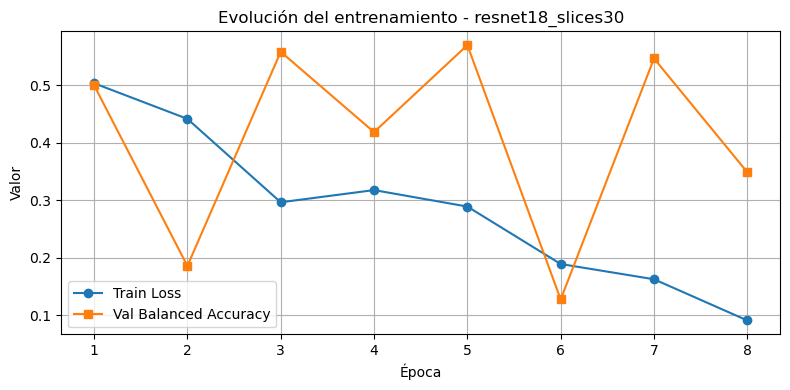 Evolución del entrenamiento - resnet18_slices30
Valor
0.5
0.4
0.3
0.2
0.1
Train Loss
Val Balanced Accuracy
1 2 3 4 5 6 7 8
Época